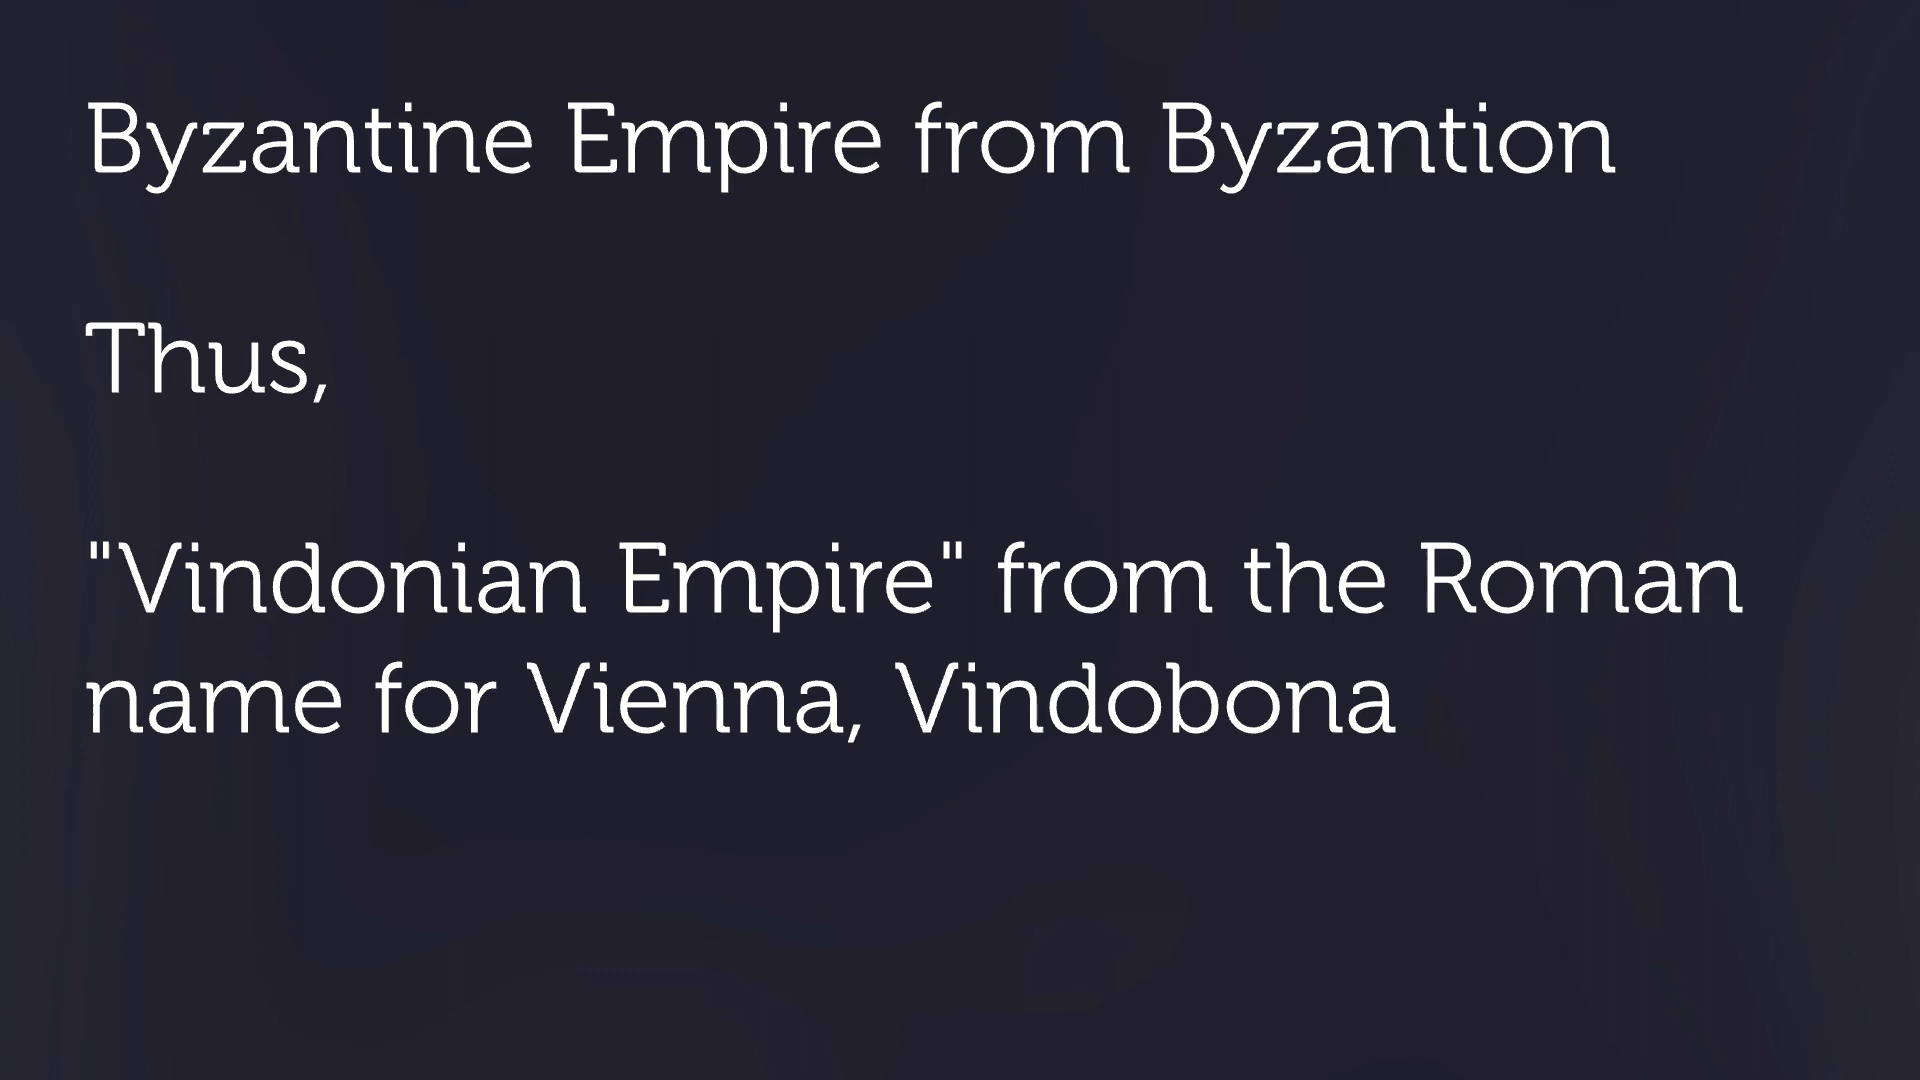 Byzantine Empire from Byzantion
Thus,
"Vindonian Empire" from the Roman
name for Vienna, Vindobona